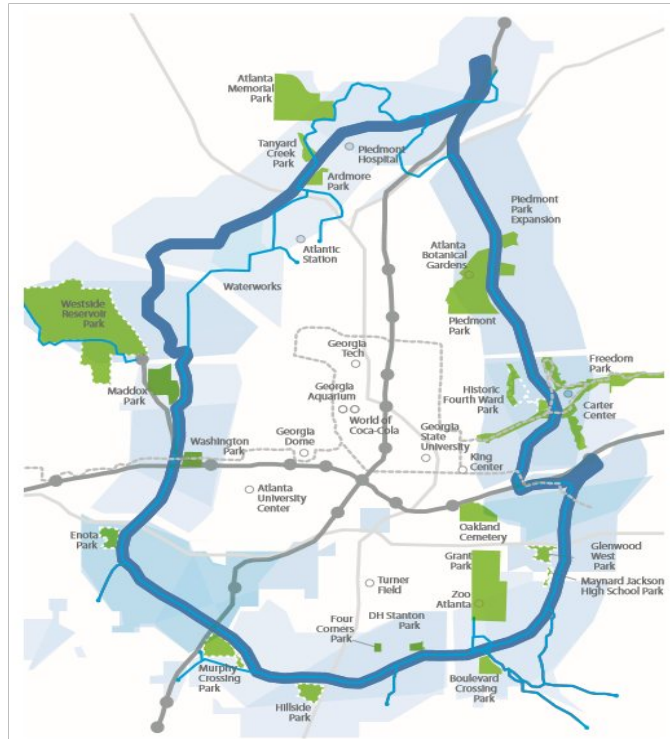 Atlanta
Memorial
Park
Tanyard
Creek
Park
Piedmont
Hospital
Ardmore
Park
Piedmont
Park
Expansion
Atlanta
Botanical
Gardens
Atlantic
Station
Waterworks
Westside
Reservoir
Park
Piedmont
Park
Georgia
Tech
Freedom
Park
Maddox
Park
Georgia
Aquarium
Historic
Fourth Ward
Park
Carter
Center
World of
Coca-Cola
Georgia
State
University
Washington
Park
Georgia
Dome
King
Center
Atlanta
University
Center
Oakland
Cemetery
Enota
Park
Glenwood
West
Park
Grant
Park
Maynard Jackson
High School Park
Turner
Field
Zoo
Atlanta
Four
Corners
Park
DH Stanton
Park
Murphy
Crossing
Park
Boulevard
Crossing
Park
Hillside
Park